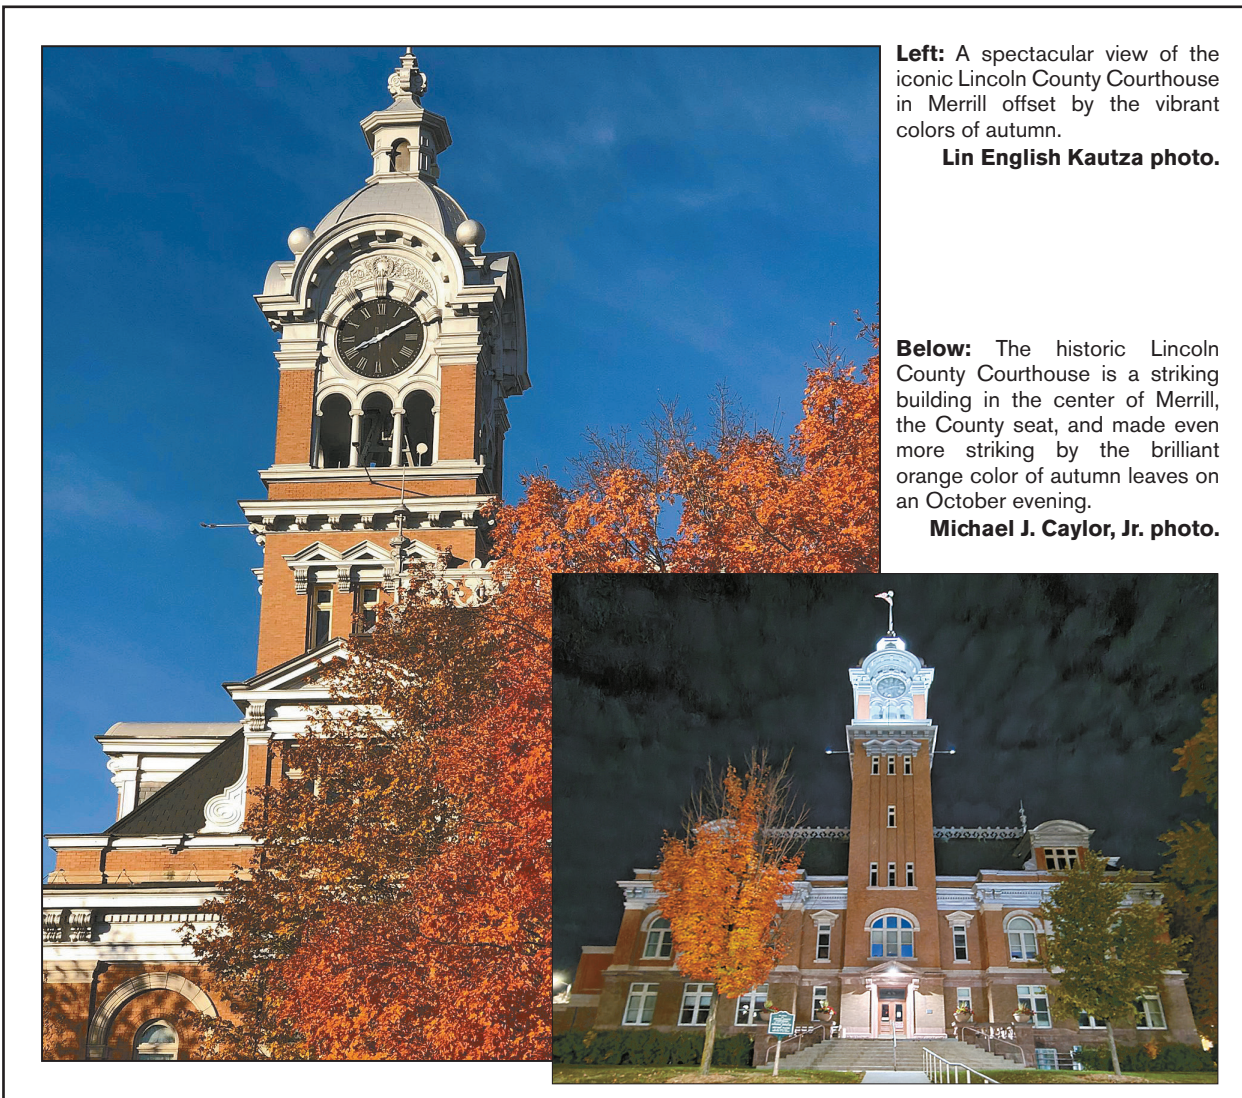 Left: A spectacular view of the
iconic Lincoln County Courthouse
in Merrill offset by the vibrant
colors of autumn.
Lin English Kautza photo.
Below: The historic Lincoln
County Courthouse is a striking
building in the center of Merrill,
the County seat, and made even
more striking by the brilliant
orange color of autumn leaves on
an October evening.
Michael J. Caylor, Jr. photo.